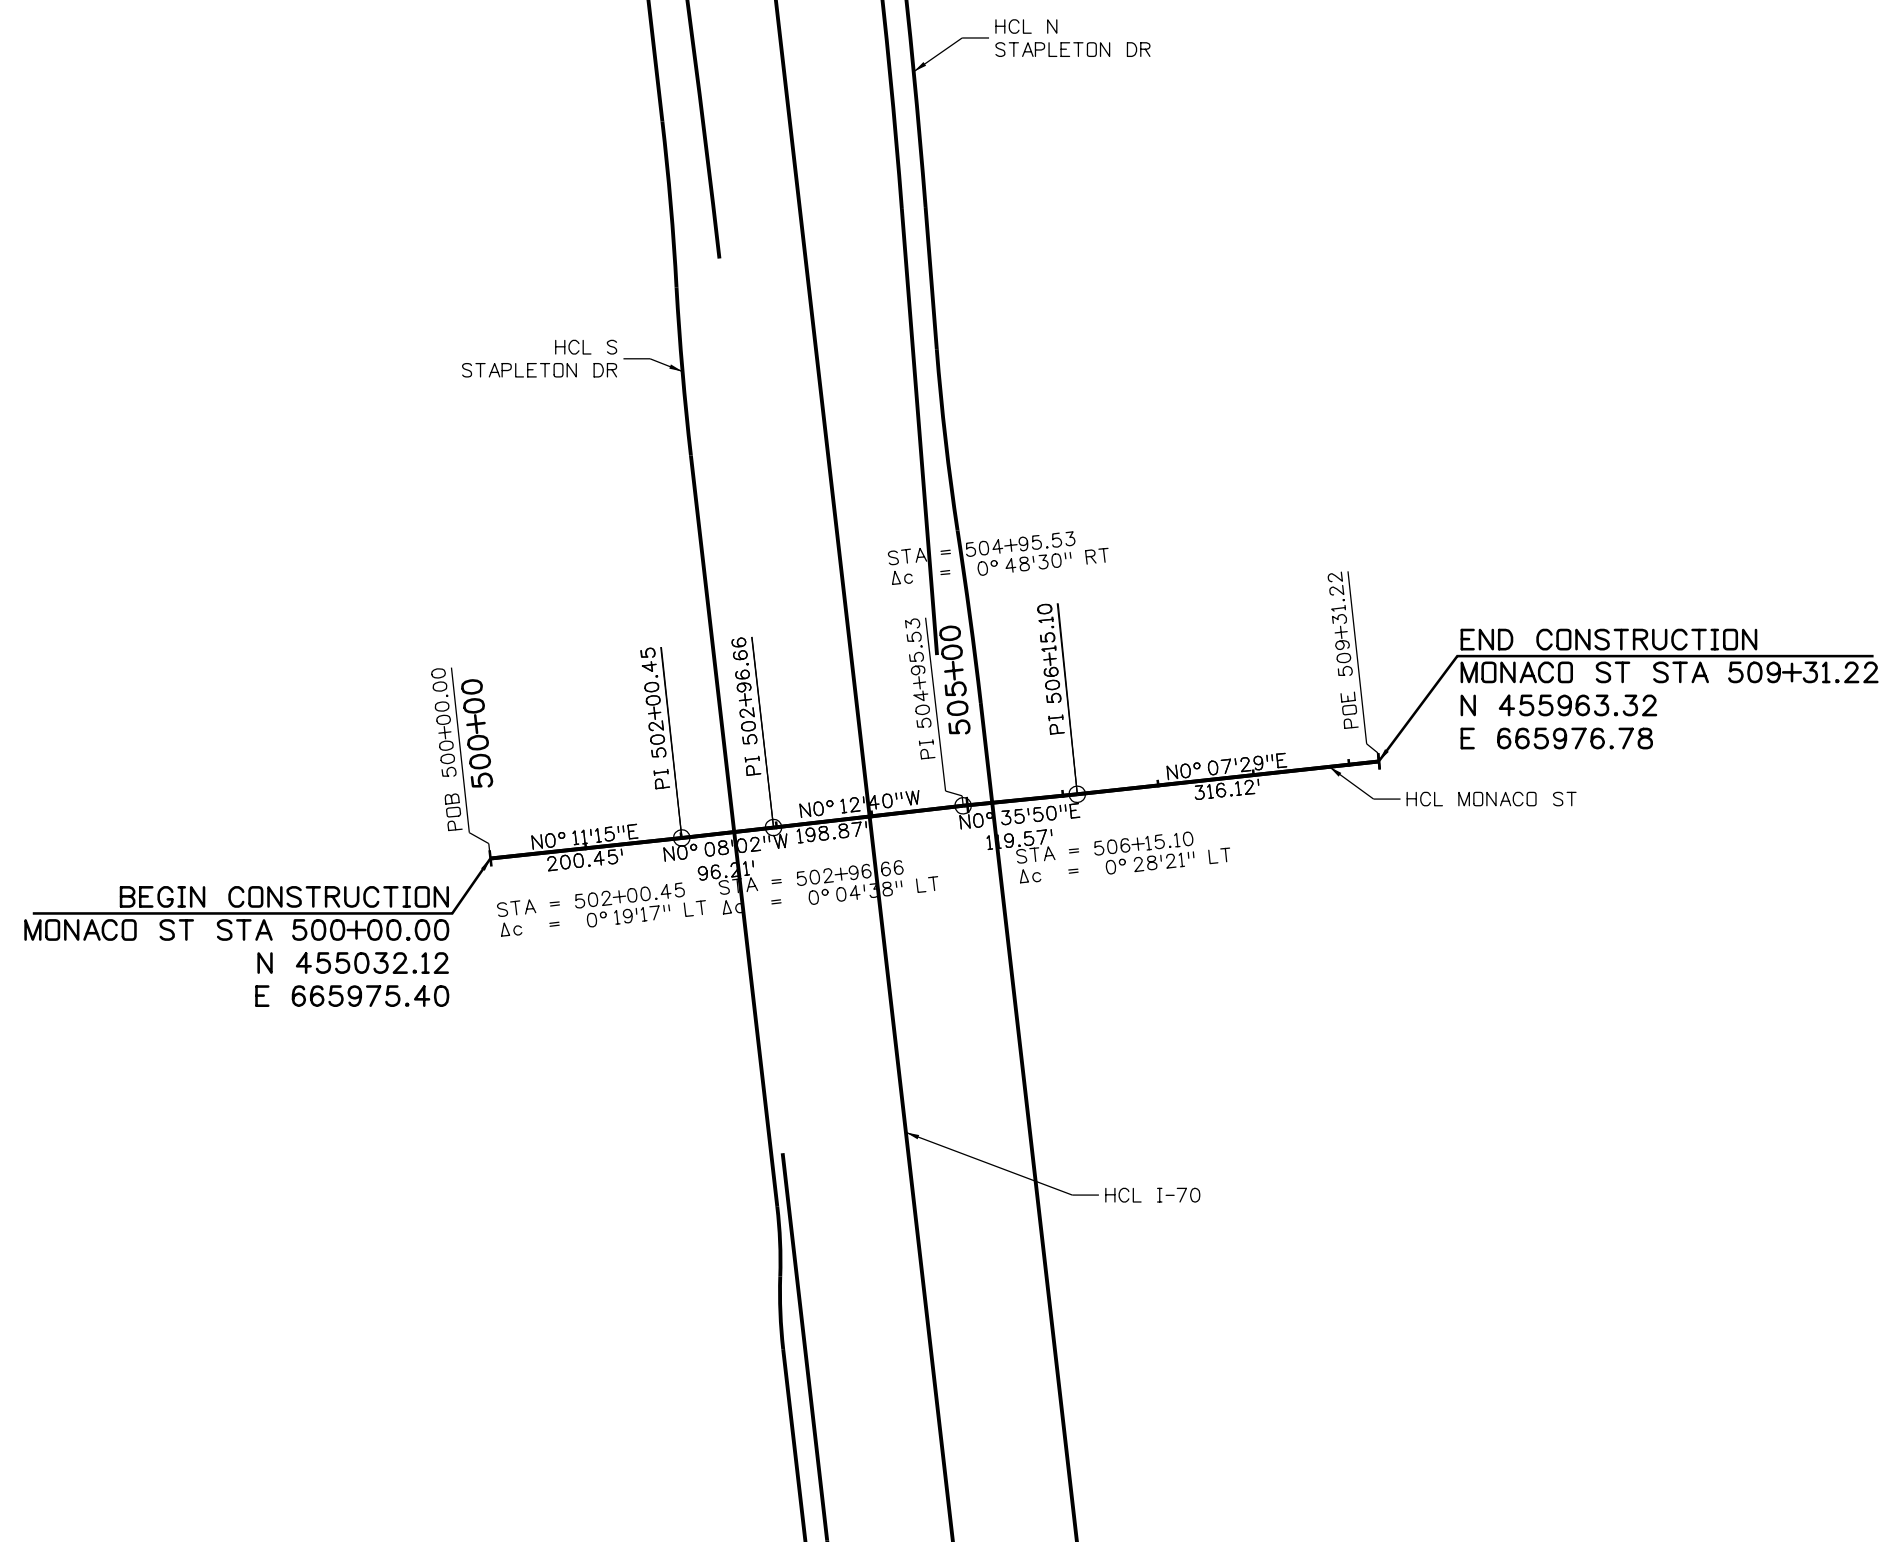 HCL N
STAPLETON DR
HCL S
STAPLETON DR
STA = 504+95.53
Δc = 0°48'30" RT
POB 500+00.00
500+00
PI 502+00.45
PI 502+96.66
PI 504+95.53
505+00
PI 506+15.10
POE 509+31.22
END CONSTRUCTION
MONACO ST STA 509+31.22
N 455963.32
E 665976.78
N0°11'15"E
200.45'
N0°08'02"W
96.21'
N0°12'40"W
198.87'
N0°35'50"E
119.57'
N0°07'29"E
316.12'
HCL MONACO ST
STA = 502+00.45
Δc = 0°19'17" LT
STA = 502+96.66
Δc = 0°04'38" LT
STA = 506+15.10
Δc = 0°28'21" LT
BEGIN CONSTRUCTION
MONACO ST STA 500+00.00
N 455032.12
E 665975.40
HCL I-70